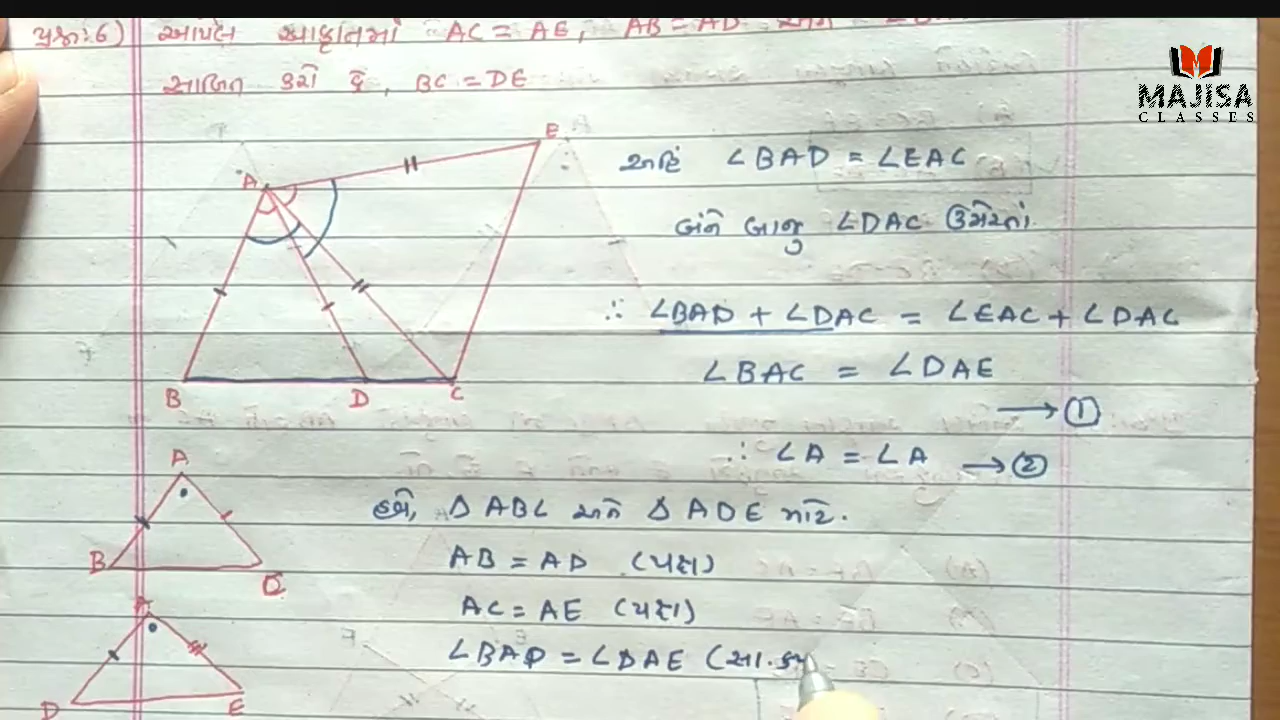 પ્રશ્ન:6) આપેલ આકૃતિમાં AC = AE, AB = AD અને
સાબિત કરો કે, BC = DE
MAJISA
CLASSES
E
A
B
D
C
અહિં ∠BAD = ∠EAC
બંને બાજુ ∠DAC ઉમેરતાં
∴ ∠BAD + ∠DAC = ∠EAC + ∠DAC
∠BAC = ∠DAE
→ ①
∴ ∠A = ∠A → ②
હવે, Δ ABC અને Δ ADE માટે.
AB = AD (પક્ષ)
AC = AE (પક્ષ)
∠BAD = ∠DAE (સા.
A
B
C
A
D
E